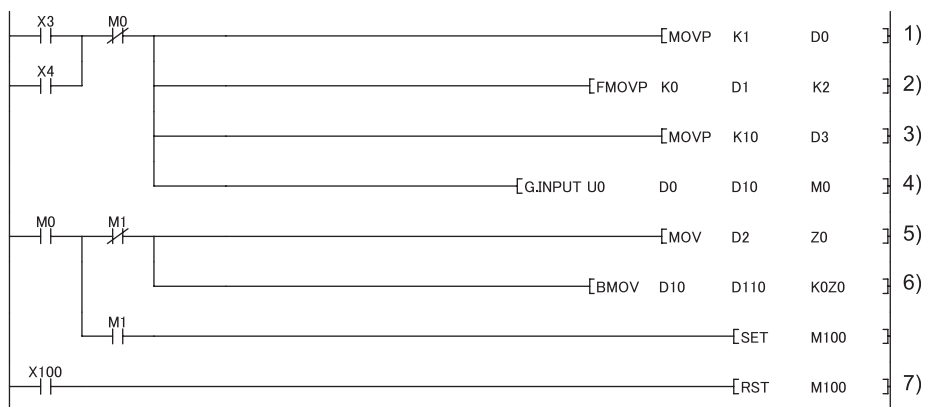 X3 M0 [MOVP K1 D0 ] 1)
X4 [FMOVP K0 D1 K2 ] 2)
[MOVP K10 D3 ] 3)
[G.INPUT U0 D0 D10 M0 ] 4)
M0 M1 [MOV D2 Z0 ] 5)
[BMOV D10 D110 K0Z0 ] 6)
M1 [SET M100 ]
X100 [RST M100 ] 7)